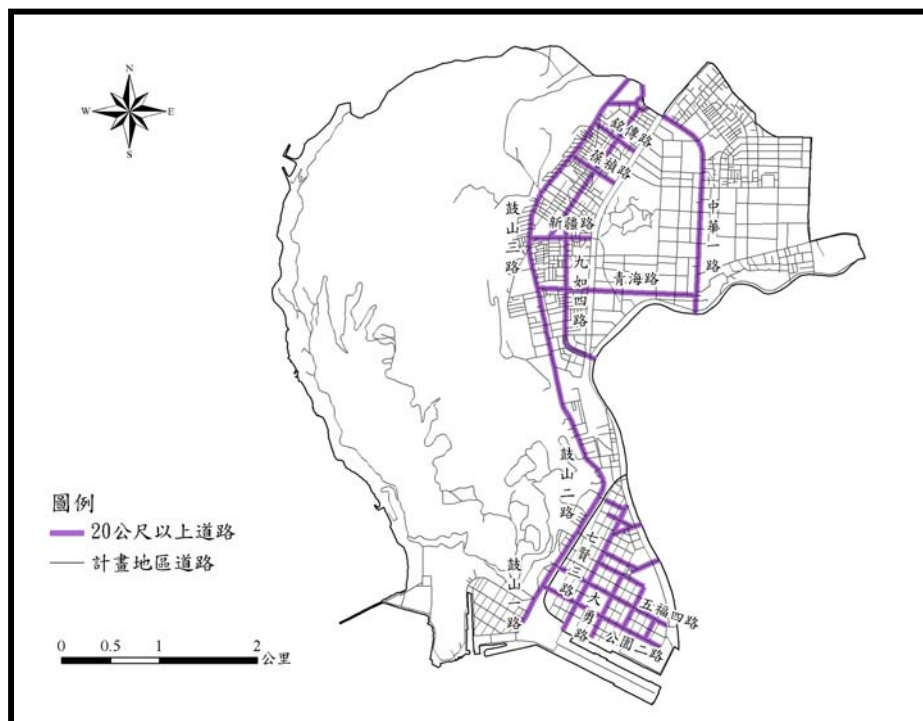 N
W
E
S
銘傳路
葆禎路
鼓山三路
新疆路
中華一路
九如四路
青海路
鼓山二路
圖例
20公尺以上道路
計畫地區道路
七賢三路
鼓山一路
大勇路
五福四路
公園二路
0 0.5 1 2
公里